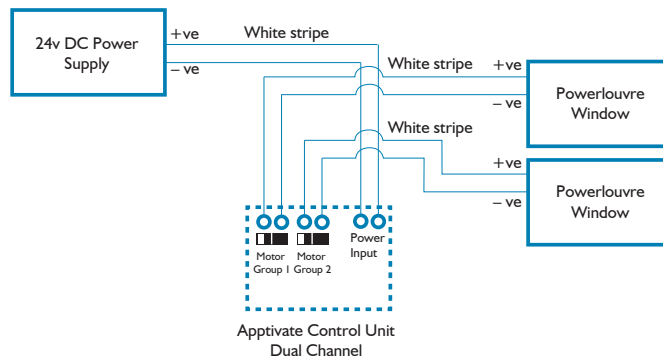 24v DC Power
Supply
+ve
White stripe
– ve
White stripe
+ve
– ve
Powerlouvre
Window
White stripe
+ve
– ve
Powerlouvre
Window
Motor
Group 1
Motor
Group 2
Power
Input
Apptivate Control Unit
Dual Channel